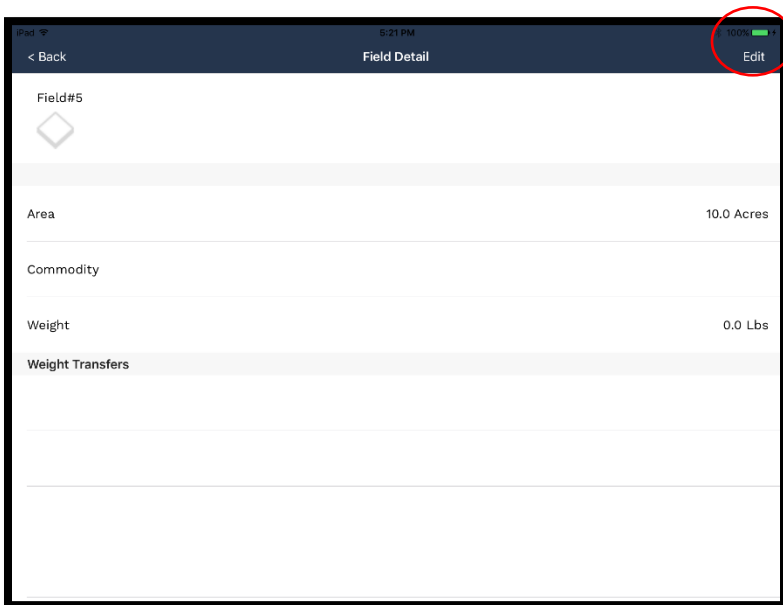 iPad 5:21 PM 100%
< Back Field Detail Edit
Field#5
Area 10.0 Acres
Commodity
Weight 0.0 Lbs
Weight Transfers